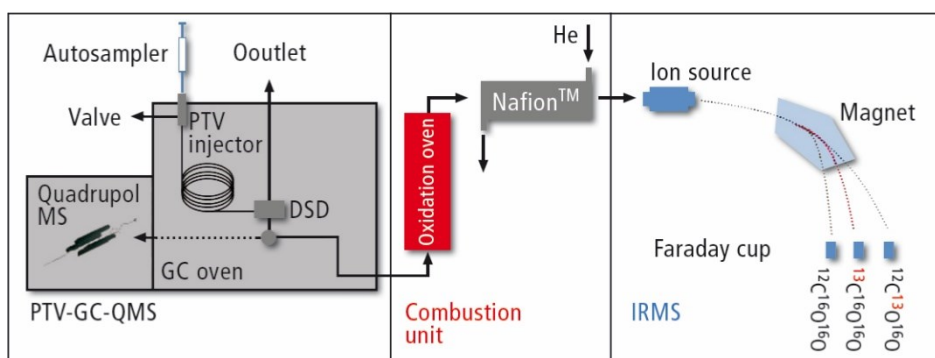 Autosampler
Ooutlet
Valve
PTV
injector
Quadrupol
MS
DSD
GC oven
PTV-GC-QMS
Oxidation oven
Combustion
unit
He
Nafion™
Ion source
Magnet
Faraday cup
IRMS
¹²C¹⁶O¹⁶O
¹³C¹⁶O¹⁶O
¹²C¹³O¹⁶O